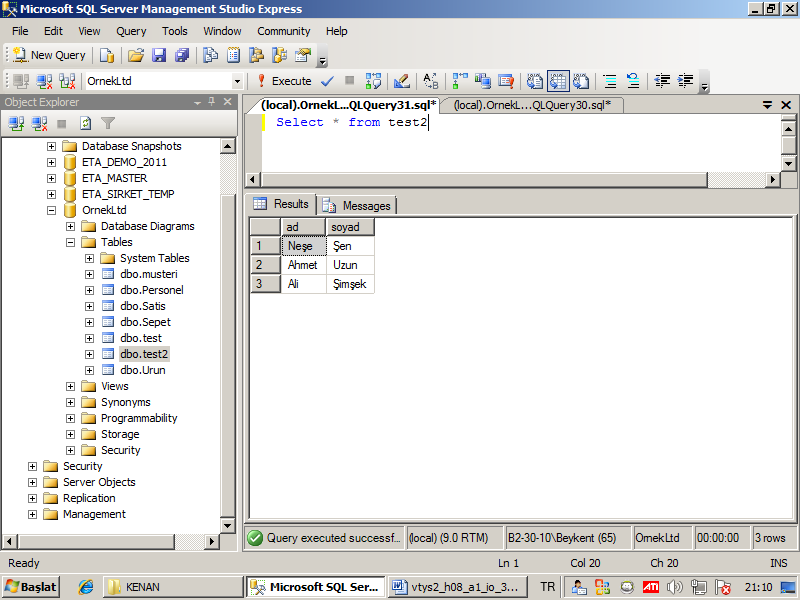 Microsoft SQL Server Management Studio Express
File Edit View Query Tools Window Community Help
New Query
OrnekLtd Execute
Object Explorer
Database Snapshots
ETA_DEMO_2011
ETA_MASTER
ETA_SIRKET_TEMP
OrnekLtd
Database Diagrams
Tables
System Tables
dbo.musteri
dbo.Personel
dbo.Satis
dbo.Sepet
dbo.test
dbo.test2
dbo.Urun
Views
Synonyms
Programmability
Storage
Security
Security
Server Objects
Replication
Management
(local).OrnekL...QLQuery31.sql* (local).OrnekL...QLQuery30.sql*
Select * from test2
Results Messages
ad soyad
1 Neşe Şen
2 Ahmet Uzun
3 Ali Şimşek
Query executed successf... (local) (9.0 RTM) B2-30-10\Beykent (65) OrnekLtd 00:00:00 3 rows
Ready Ln 1 Col 20 Ch 20 INS
Başlat KENAN Microsoft SQL Ser... vtys2_h08_a1_io_3... TR ATI 21:10